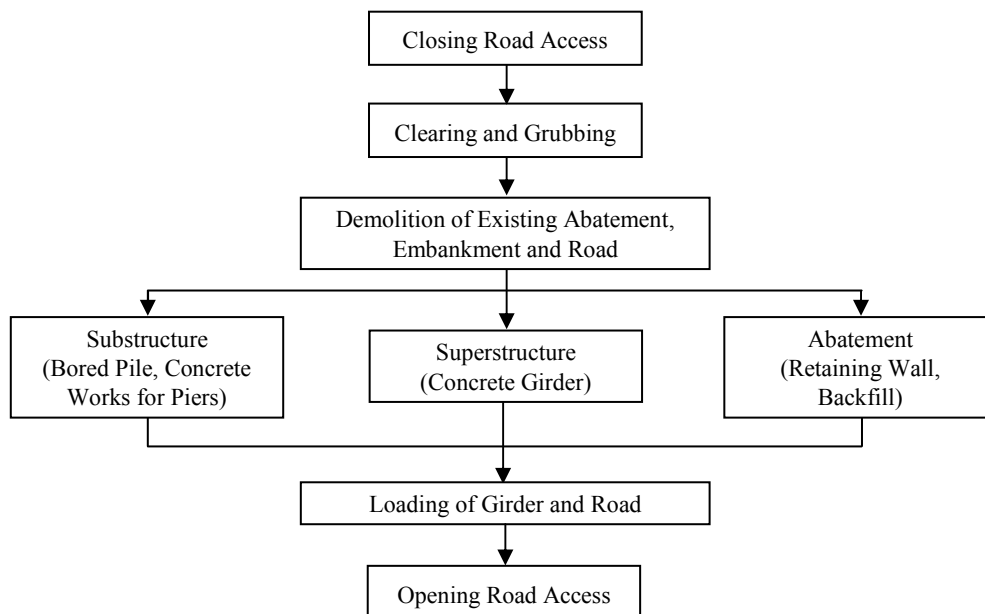 Closing Road Access
Clearing and Grubbing
Demolition of Existing Abatement,
Embankment and Road
Substructure
(Bored Pile, Concrete
Works for Piers)
Superstructure
(Concrete Girder)
Abatement
(Retaining Wall,
Backfill)
Loading of Girder and Road
Opening Road Access